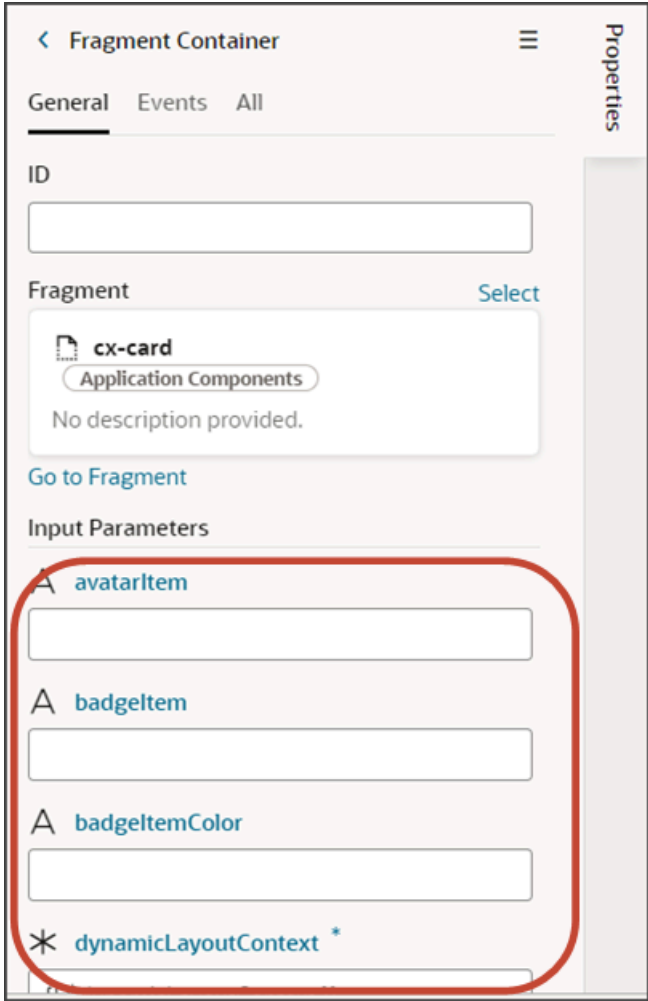 Fragment Container
Properties
General Events All
ID
Fragment Select
cx-card
Application Components
No description provided.
Go to Fragment
Input Parameters
A avatarItem
A badgeItem
A badgeItemColor
* dynamicLayoutContext *